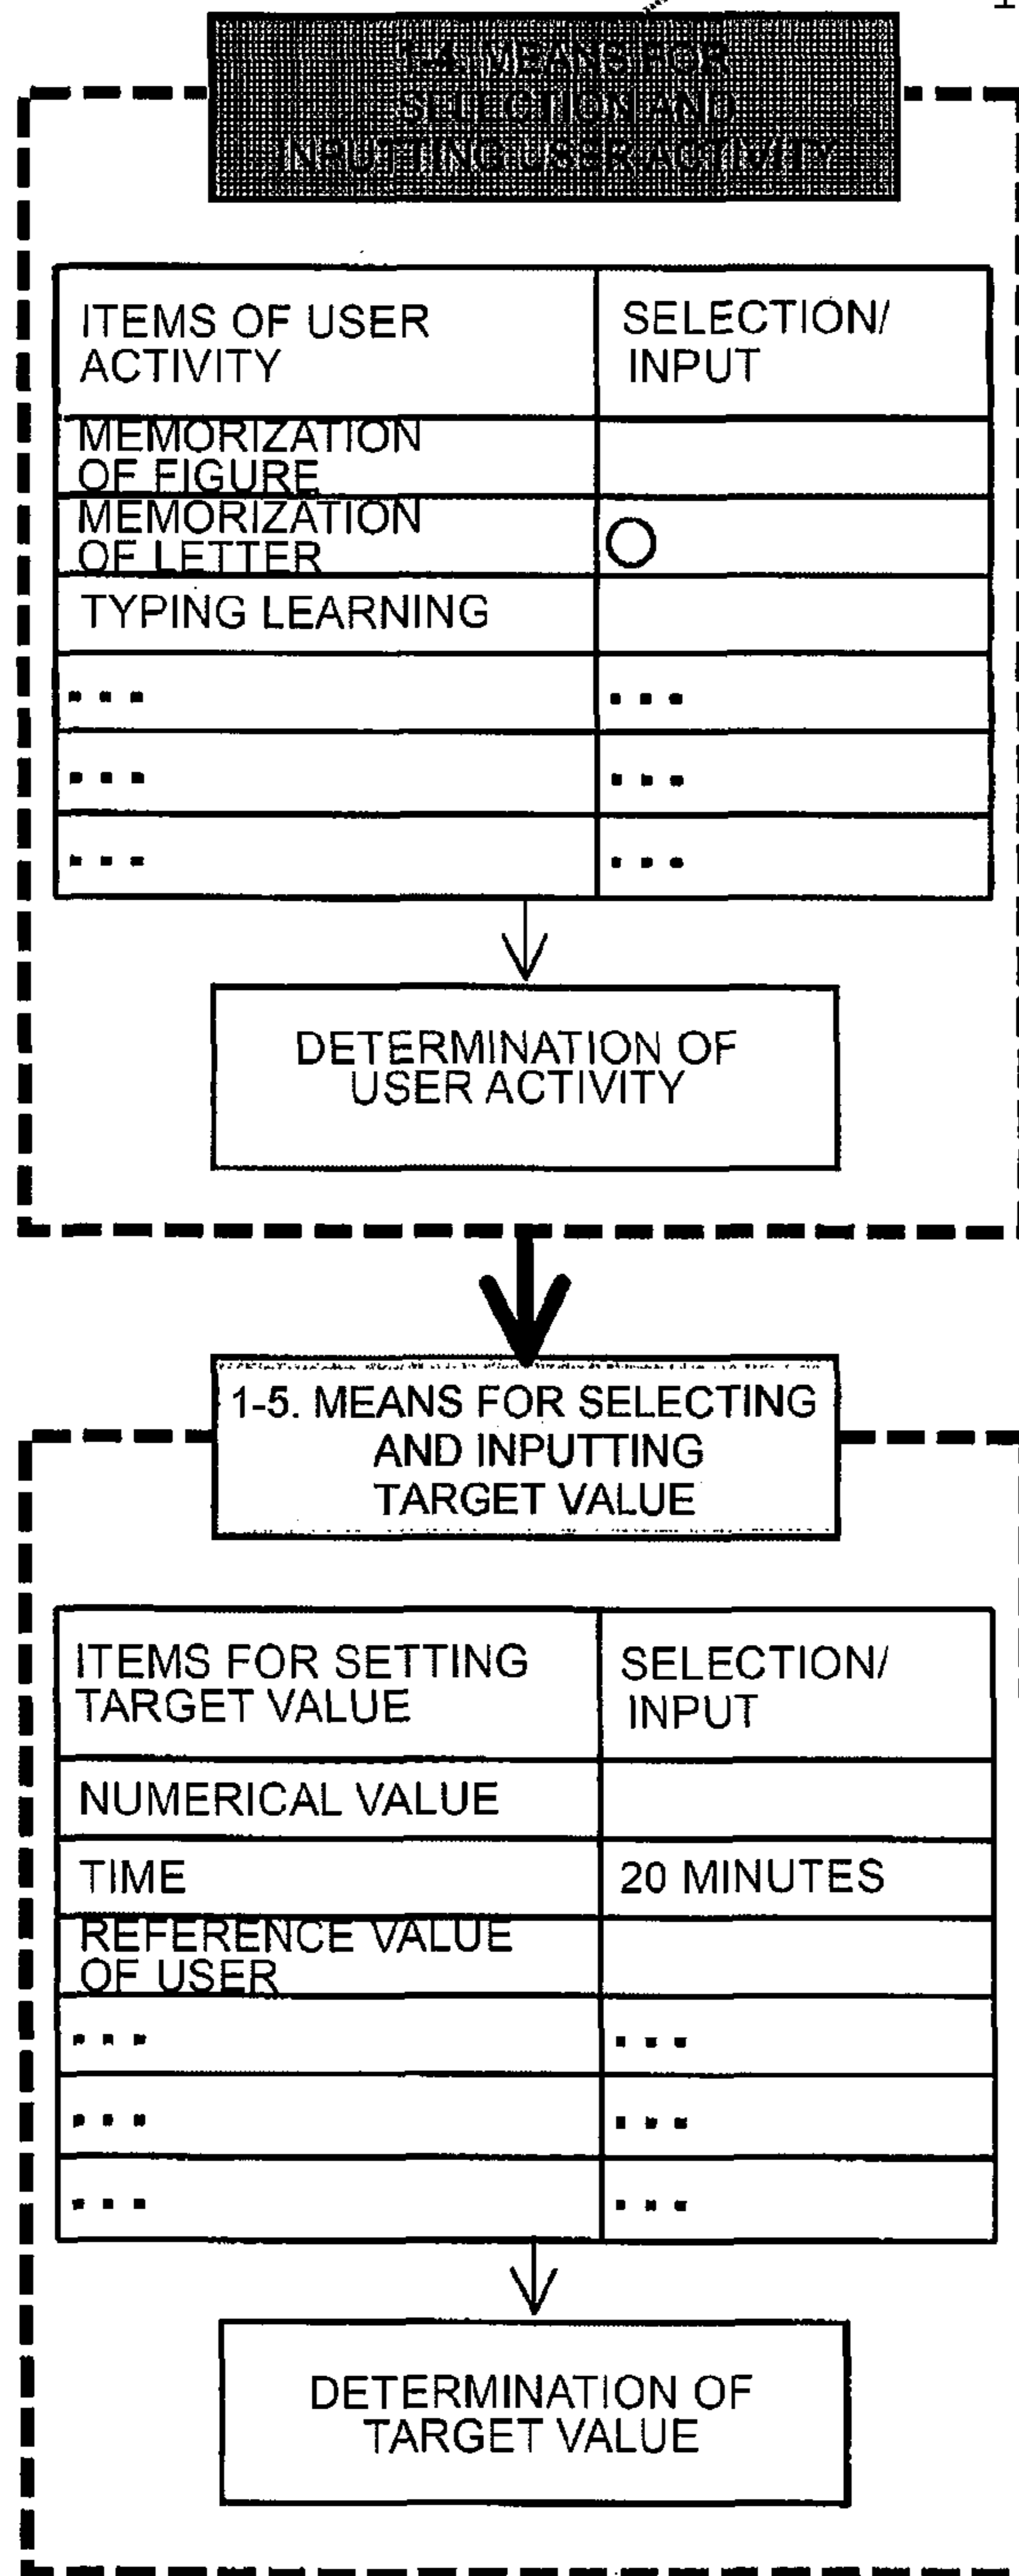 1-4. MEANS FOR
SELECTION AND
INPUTTING USER ACTIVITY
ITEMS OF USER
ACTIVITY
SELECTION/
INPUT
MEMORIZATION
OF FIGURE
MEMORIZATION
OF LETTER
TYPING LEARNING
...
...
...
...
...
...
DETERMINATION OF
USER ACTIVITY
1-5. MEANS FOR SELECTING
AND INPUTTING
TARGET VALUE
ITEMS FOR SETTING
TARGET VALUE
SELECTION/
INPUT
NUMERICAL VALUE
TIME
20 MINUTES
REFERENCE VALUE
OF USER
...
...
...
...
...
...
DETERMINATION OF
TARGET VALUE